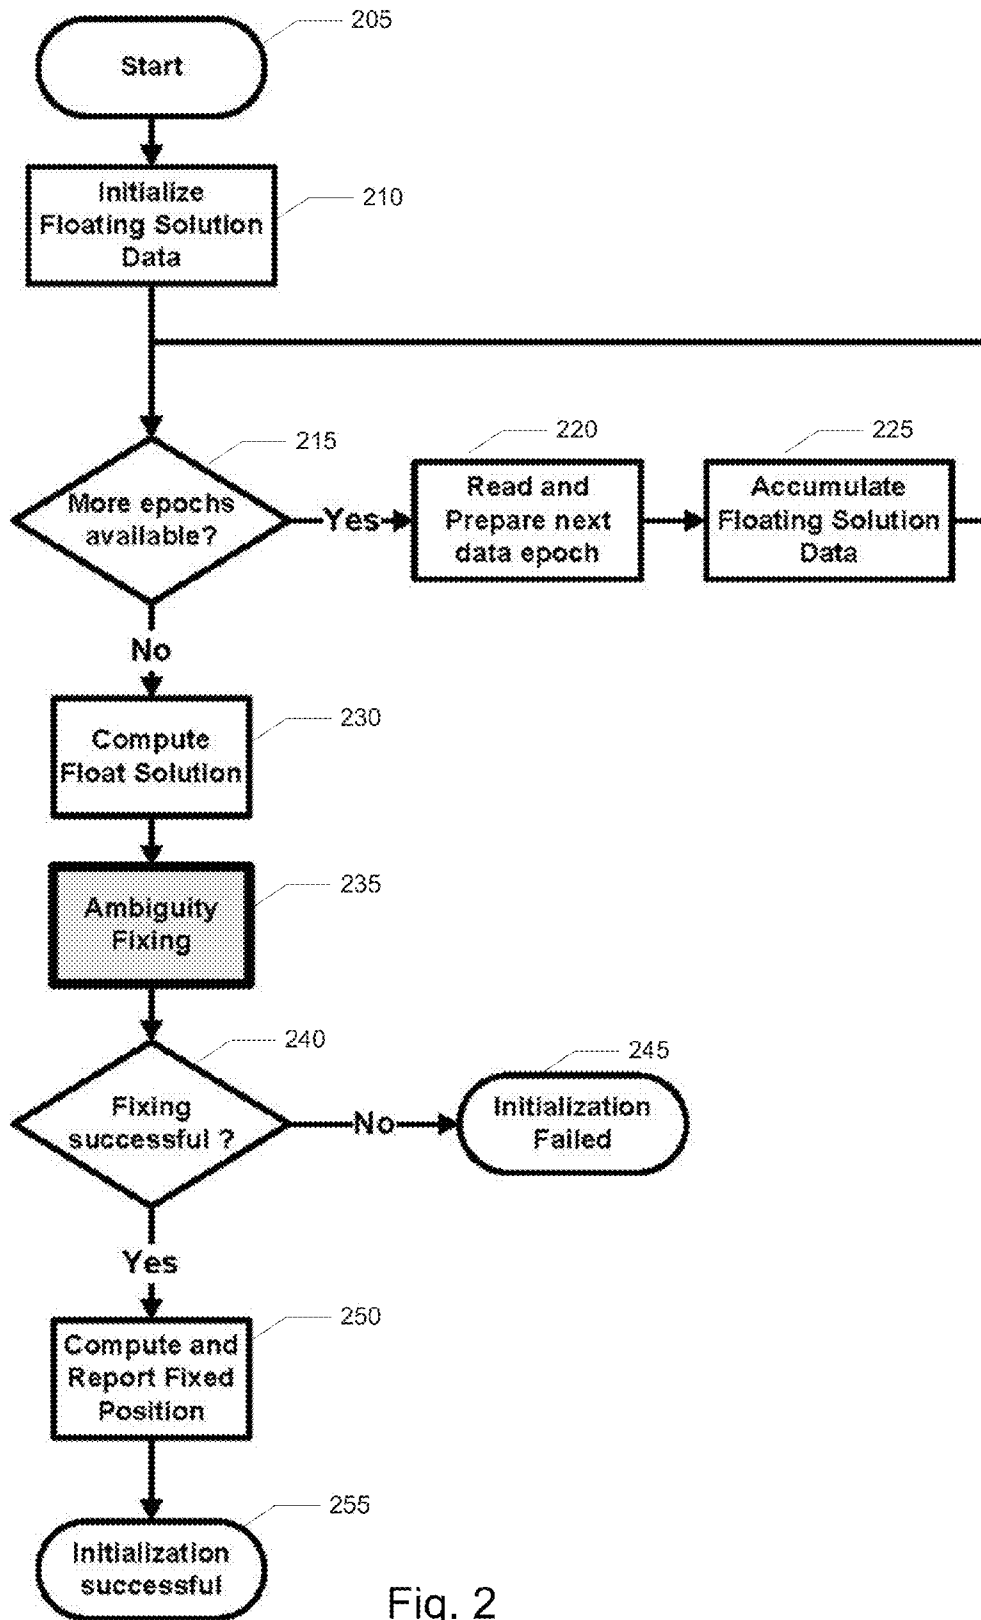 205
Start
210
Initialize
Floating Solution
Data
215
More epochs
available?
Yes
220
Read and
Prepare next
data epoch
225
Accumulate
Floating Solution
Data
No
230
Compute
Float Solution
235
Ambiguity
Fixing
240
Fixing
successful ?
No
245
Initialization
Failed
Yes
250
Compute and
Report Fixed
Position
255
Initialization
successful
Fig. 2